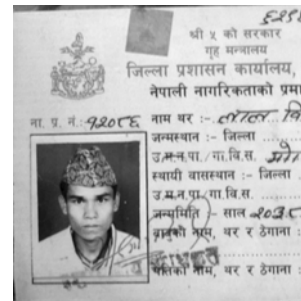 श्री ५ को सरकार
गृह मन्त्रालय
जिल्ला प्रशासन कार्यालय,
नेपाली नागरिकताको प्रमा
ना. प्र. नं.:-१२०८६ नाम थर :- लाल
जन्मस्थान :- जिल्ला
उ.म.न.पा./गा.वि.स.
स्थायी वासस्थान :- जिल्ला
उ.म.न.पा./गा.वि.स.
जन्ममिति - साल २०३८
बाबुको नाम, थर र ठेगाना :
पतिको नाम, थर र ठेगाना :